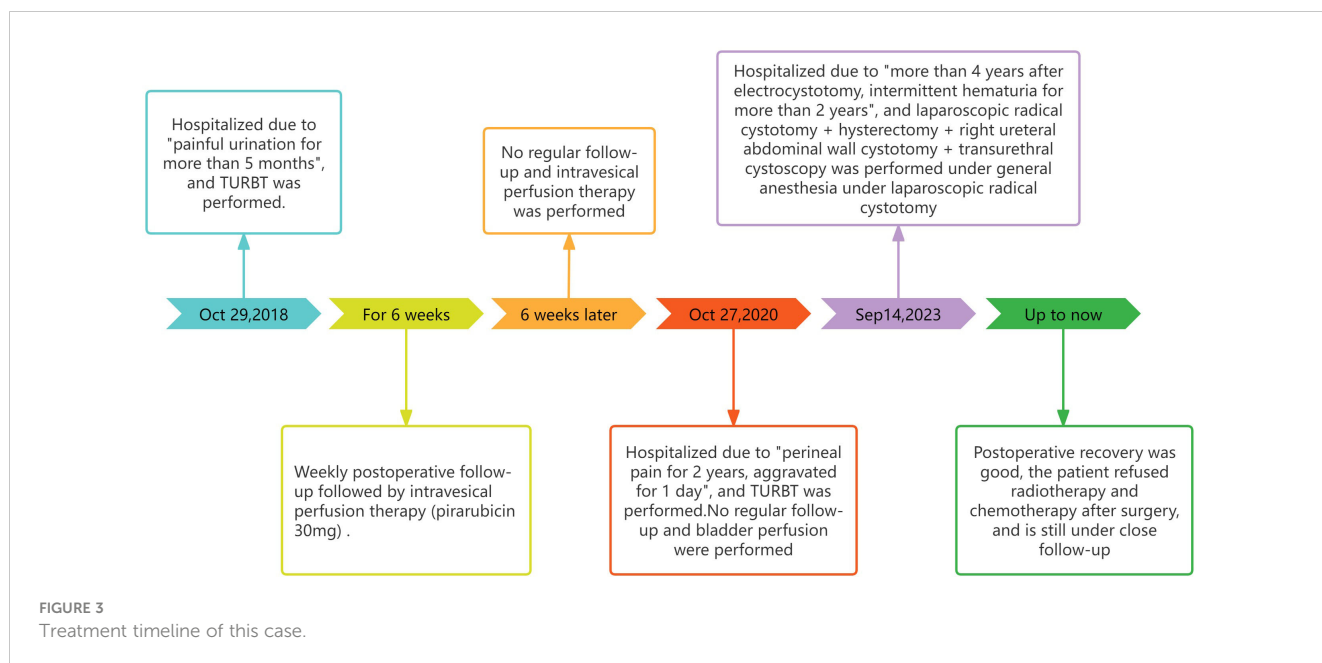 Hospitalized due to
"painful urination for
more than 5 months",
and TURBT was
performed.
No regular follow-
up and intravesical
perfusion therapy
was performed
Hospitalized due to "more than 4 years after
electrocystotomy, intermittent hematuria for
more than 2 years", and laparoscopic radical
cystotomy + hysterectomy + right ureteral
abdominal wall cystotomy + transurethral
cystoscopy was performed under general
anesthesia under laparoscopic radical
cystotomy
Oct 29,2018
For 6 weeks
6 weeks later
Oct 27,2020
Sep14,2023
Up to now
Weekly postoperative follow-
up followed by intravesical
perfusion therapy (pirarubicin
30mg) .
Hospitalized due to "perineal
pain for 2 years, aggravated
for 1 day", and TURBT was
performed.No regular follow-
up and bladder perfusion
were performed
Postoperative recovery was
good, the patient refused
radiotherapy and
chemotherapy after surgery,
and is still under close
follow-up
FIGURE 3
Treatment timeline of this case.